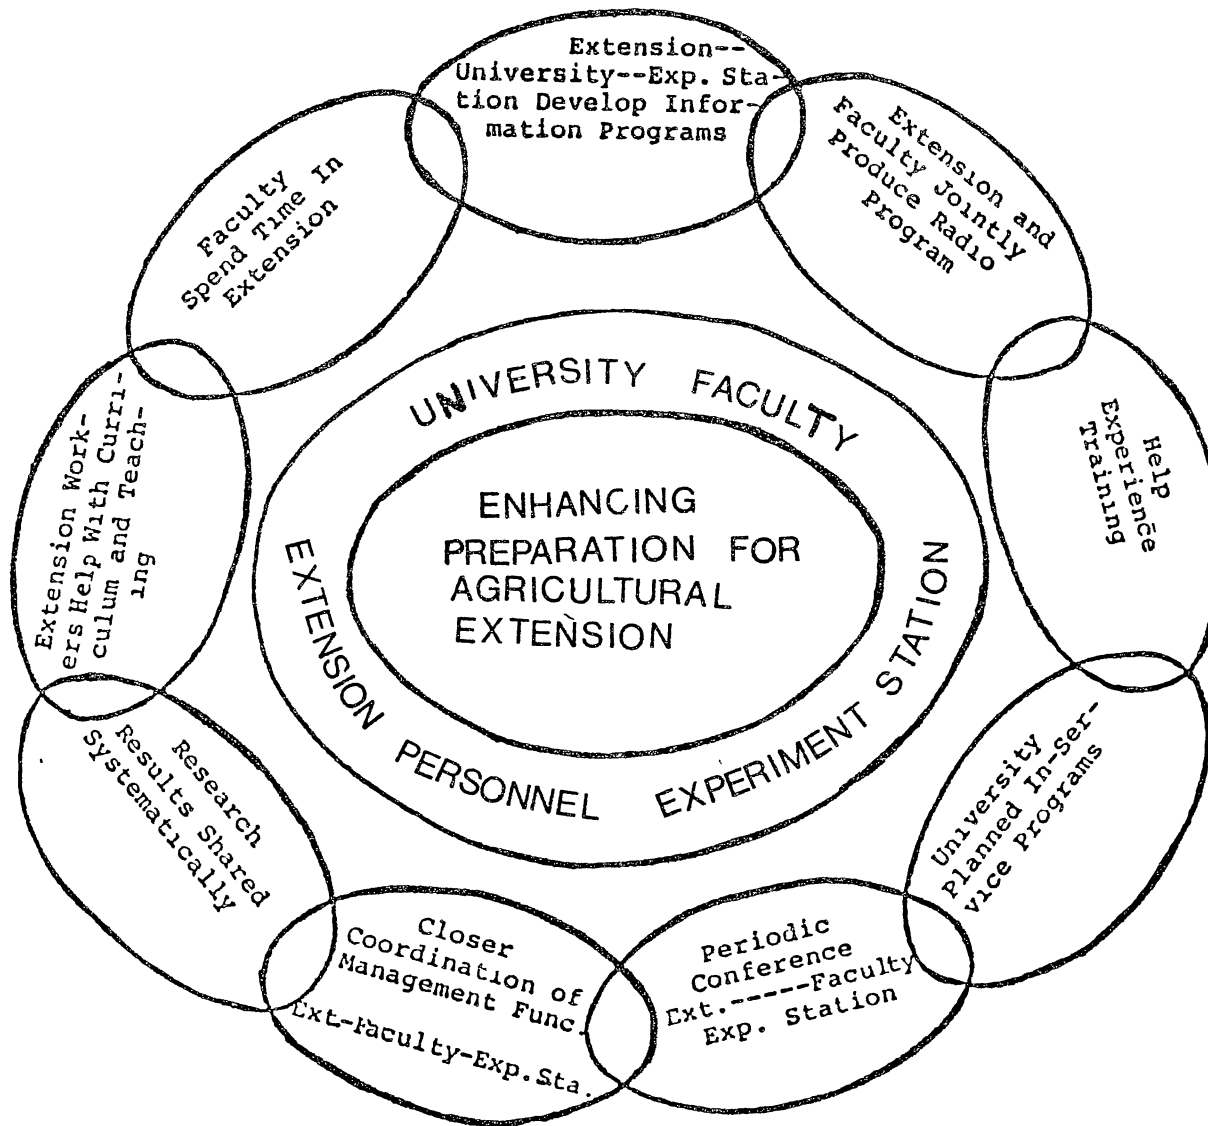 Extension--
University--Exp. Sta-
tion Develop Infor-
mation Programs
Extension and
Faculty Jointly
Produce Radio
Program
Help
Experience
Training
University
Planned In-Ser-
vice Programs
Periodic
Conference
Ext.-----Faculty
Exp. Station
Closer
Coordination of
Management Func.
Ext-Faculty-Exp.Sta.
Research
Results Shared
Systematically
Extension Work-
ers Help With Curri-
culum and Teach-
ing
Faculty
Spend Time In
Extension
UNIVERSITY FACULTY
EXPERIMENT STATION
EXTENSION PERSONNEL
ENHANCING
PREPARATION FOR
AGRICULTURAL
EXTENSION